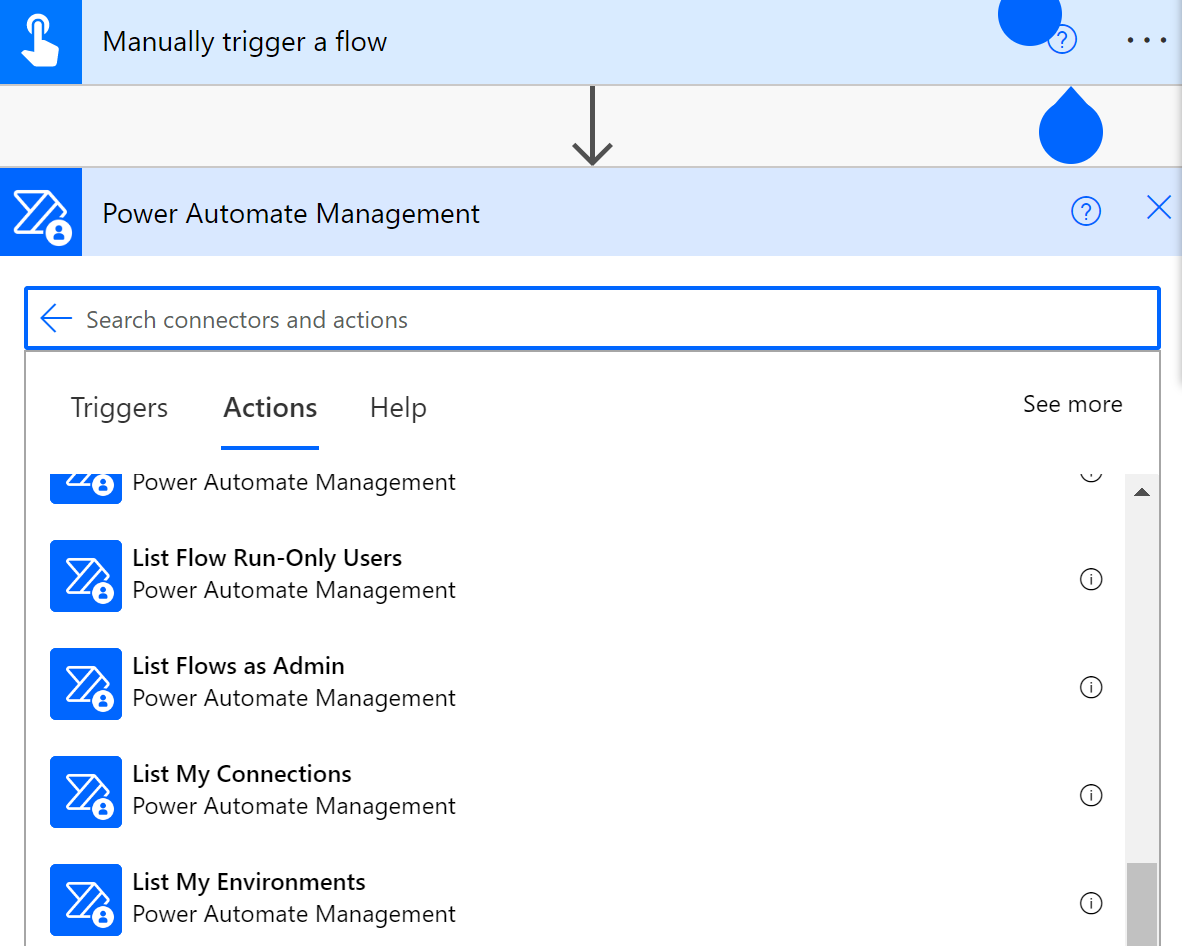 Manually trigger a flow
Power Automate Management
Search connectors and actions
Triggers Actions Help See more
Power Automate Management
List Flow Run-Only Users
Power Automate Management
List Flows as Admin
Power Automate Management
List My Connections
Power Automate Management
List My Environments
Power Automate Management